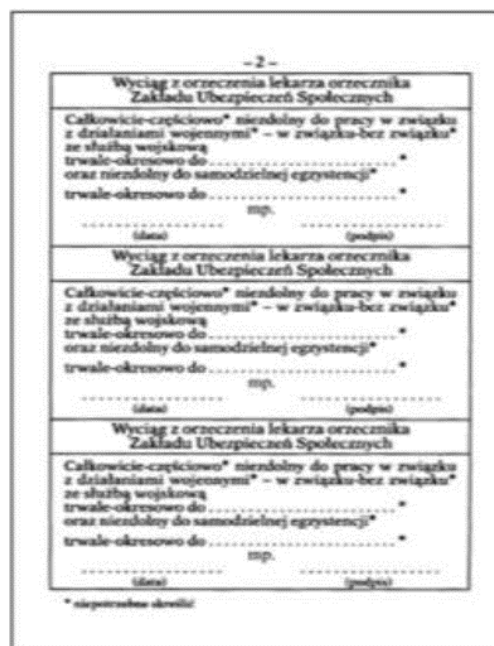 – 2 –
Wyciąg z orzeczenia lekarza orzecznika
Zakładu Ubezpieczeń Społecznych
Całkowicie-częściowo* niezdolny do pracy w związku
z działaniami wojennymi* – w związku-bez związku*
ze służbą wojskową
trwale-okresowo do ................................ *
oraz niezdolny do samodzielnej egzystencji*
trwale-okresowo do ................................ *
mp.
(data) (podpis)
Wyciąg z orzeczenia lekarza orzecznika
Zakładu Ubezpieczeń Społecznych
Całkowicie-częściowo* niezdolny do pracy w związku
z działaniami wojennymi* – w związku-bez związku*
ze służbą wojskową
trwale-okresowo do ................................ *
oraz niezdolny do samodzielnej egzystencji*
trwale-okresowo do ................................ *
mp.
(data) (podpis)
Wyciąg z orzeczenia lekarza orzecznika
Zakładu Ubezpieczeń Społecznych
Całkowicie-częściowo* niezdolny do pracy w związku
z działaniami wojennymi* – w związku-bez związku*
ze służbą wojskową
trwale-okresowo do ................................ *
oraz niezdolny do samodzielnej egzystencji*
trwale-okresowo do ................................ *
mp.
(data) (podpis)
* niepotrzebne skreślić